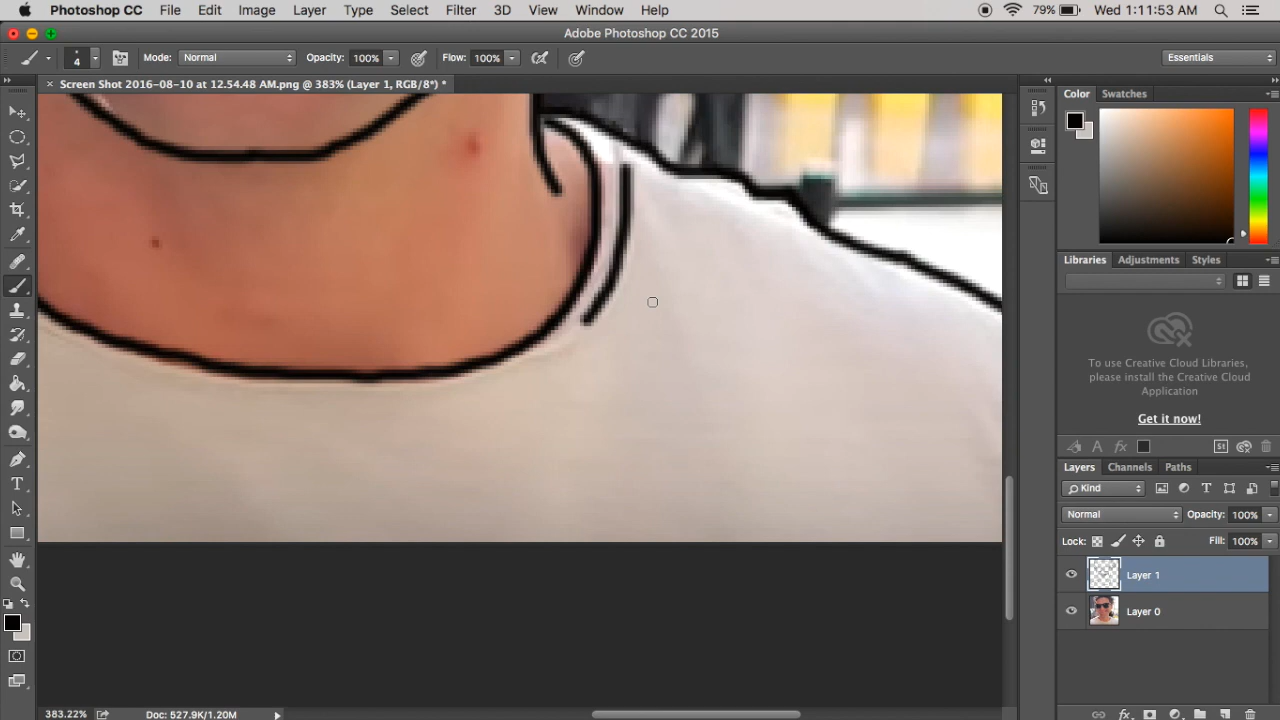 Photoshop CC File Edit Image Layer Type Select Filter 3D View Window Help 79% Wed 1:11:53 AM
Adobe Photoshop CC 2015
4 Mode: Normal Opacity: 100% Flow: 100% Essentials
× Screen Shot 2016-08-10 at 12.54.48 AM.png @ 383% (Layer 1, RGB/8*) *
Color Swatches
Libraries Adjustments Styles
To use Creative Cloud Libraries,
please install the Creative Cloud
Application
Get it now!
A fx St
Layers Channels Paths
Kind
Normal Opacity: 100%
Lock: Fill: 100%
Layer 1
Layer 0
fx
383.22% Doc: 527.9K/1.20M